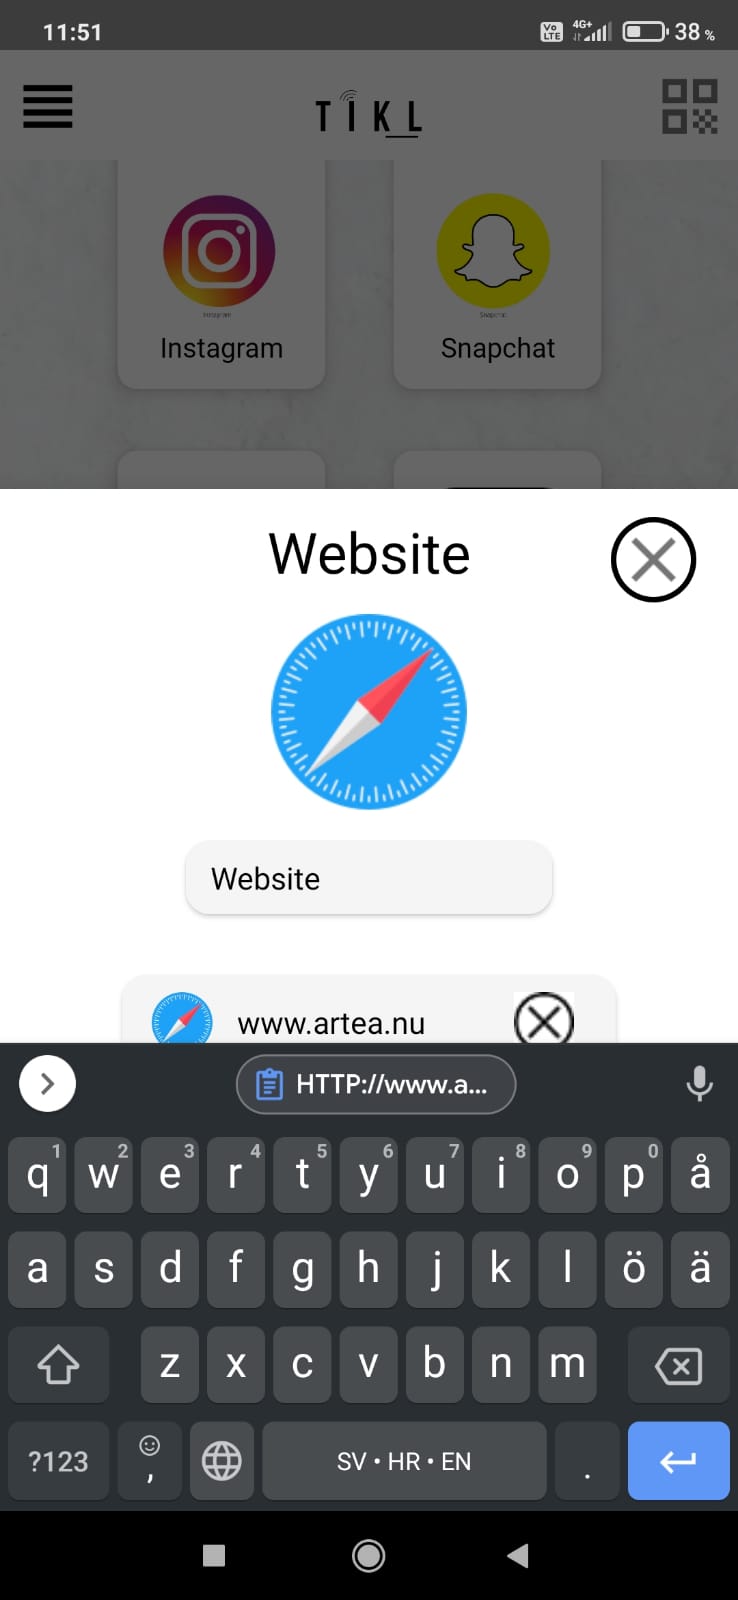 11:51
Vo LTE 4G+ 38 %
TIKL
Instagram Snapchat
Instagram Snapchat
Website
Website
www.artea.nu
HTTP://www.a...
1 2 3 4 5 6 7 8 9 0
q w e r t y u i o p å
a s d f g h j k l ö ä
z x c v b n m
?123 , SV • HR • EN .